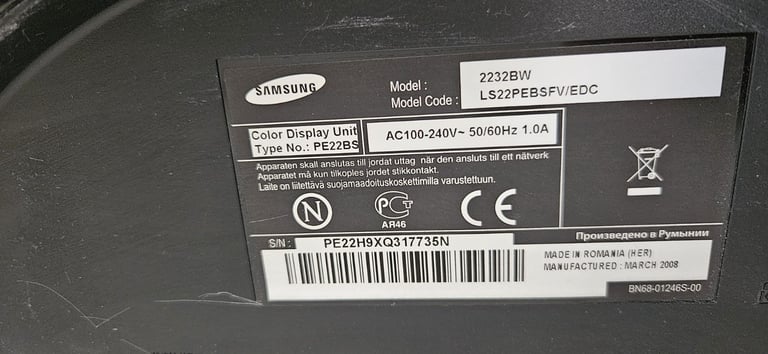 SAMSUNG
Model : 2232BW
Model Code : LS22PEBSFV/EDC
Color Display Unit
Type No.: PE22BS
AC100-240V~ 50/60Hz 1.0A
Apparaten skall anslutas till jordat uttag när den ansluts till ett nätverk
Apparatet må kun tilkoples jordet stikkontakt.
Laite on liitettävä suojamaadoituskoskettimilla varustettuun.
N
PCT
АЯ46
CE
Произведено в Румынии
S/N : PE22H9XQ317735N
MADE IN ROMANIA (HER)
MANUFACTURED : MARCH 2008
BN68-01246S-00